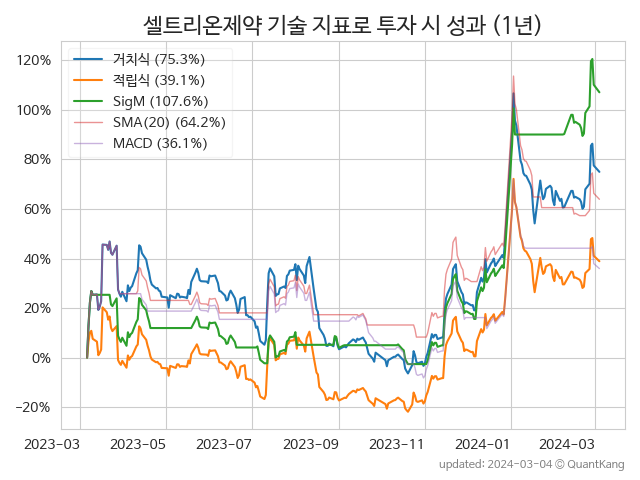 셀트리온제약 기술 지표로 투자 시 성과 (1년)
거치식 (75.3%)
적립식 (39.1%)
SigM (107.6%)
SMA(20) (64.2%)
MACD (36.1%)
120%
100%
80%
60%
40%
20%
0%
−20%
2023-03 2023-05 2023-07 2023-09 2023-11 2024-01 2024-03
updated: 2024-03-04 © QuantKang